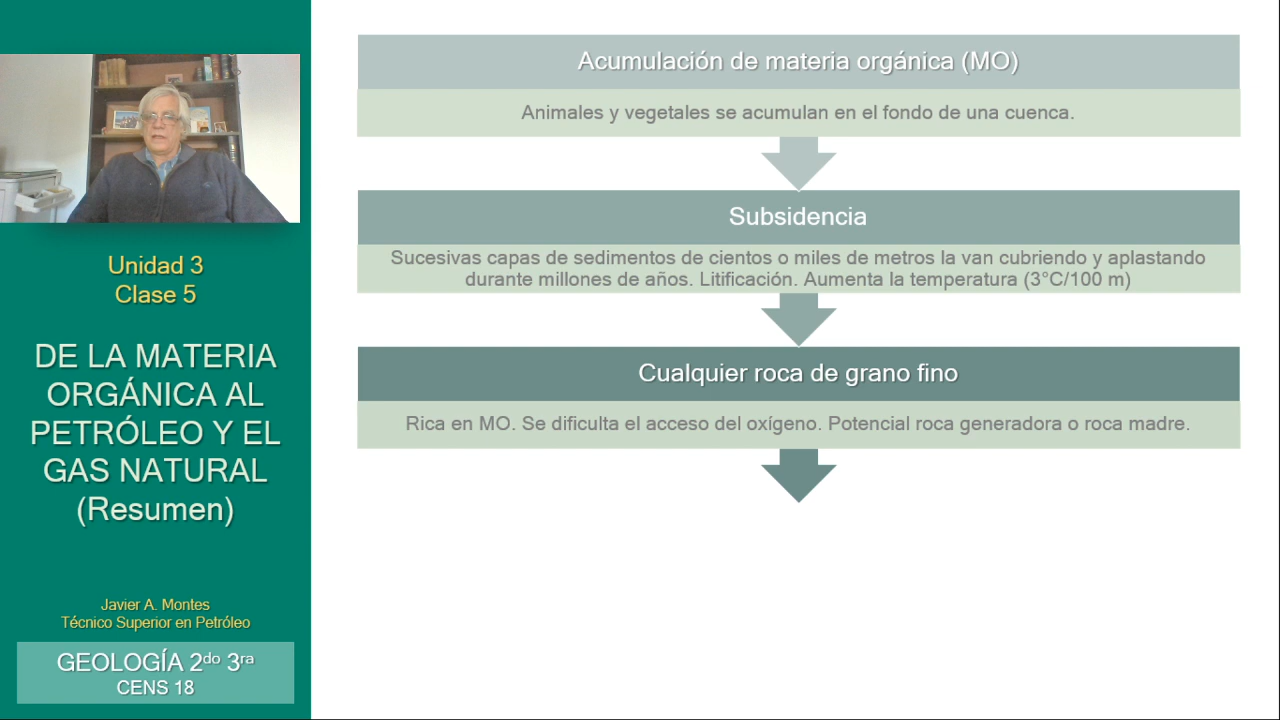 Unidad 3
Clase 5
DE LA MATERIA
ORGÁNICA AL
PETRÓLEO Y EL
GAS NATURAL
(Resumen)
Javier A. Montes
Técnico Superior en Petróleo
GEOLOGÍA 2do 3ra
CENS 18
Acumulación de materia orgánica (MO)
Animales y vegetales se acumulan en el fondo de una cuenca.
Subsidencia
Sucesivas capas de sedimentos de cientos o miles de metros la van cubriendo y aplastando
durante millones de años. Litificación. Aumenta la temperatura (3°C/100 m)
Cualquier roca de grano fino
Rica en MO. Se dificulta el acceso del oxígeno. Potencial roca generadora o roca madre.